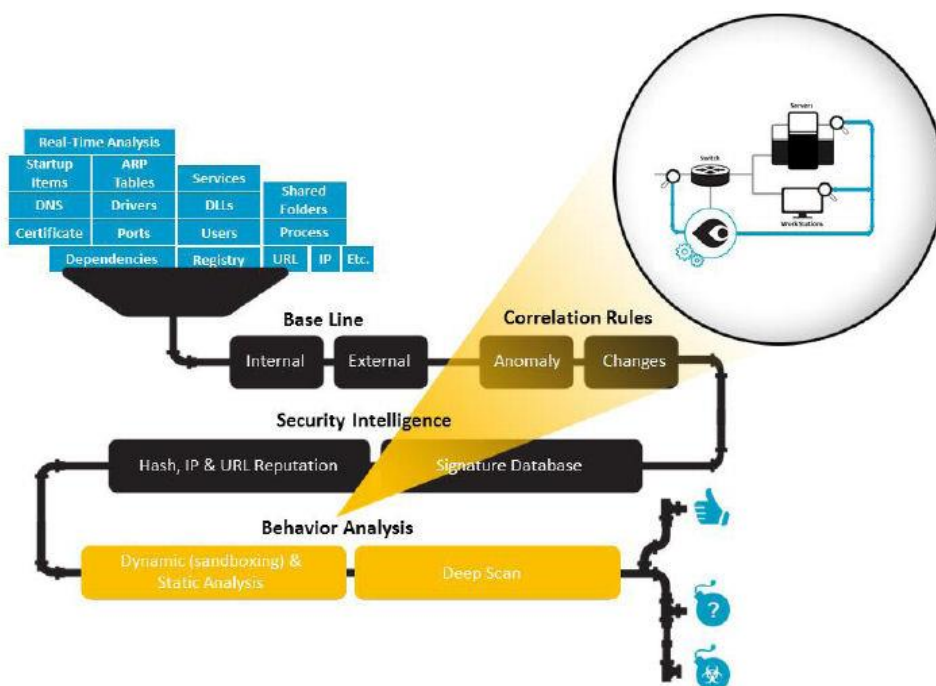 Servers
Switch
WorkStations
Real-Time Analysis
Startup
Items
ARP
Tables
Services
Shared
Folders
DNS
Drivers
DLLs
Certificate
Ports
Users
Process
Dependencies
Registry
URL
IP
Etc.
Base Line
Correlation Rules
Internal
External
Anomaly
Changes
Security Intelligence
Hash, IP & URL Reputation
Signature Database
Behavior Analysis
Dynamic (sandboxing) &
Static Analysis
Deep Scan
?